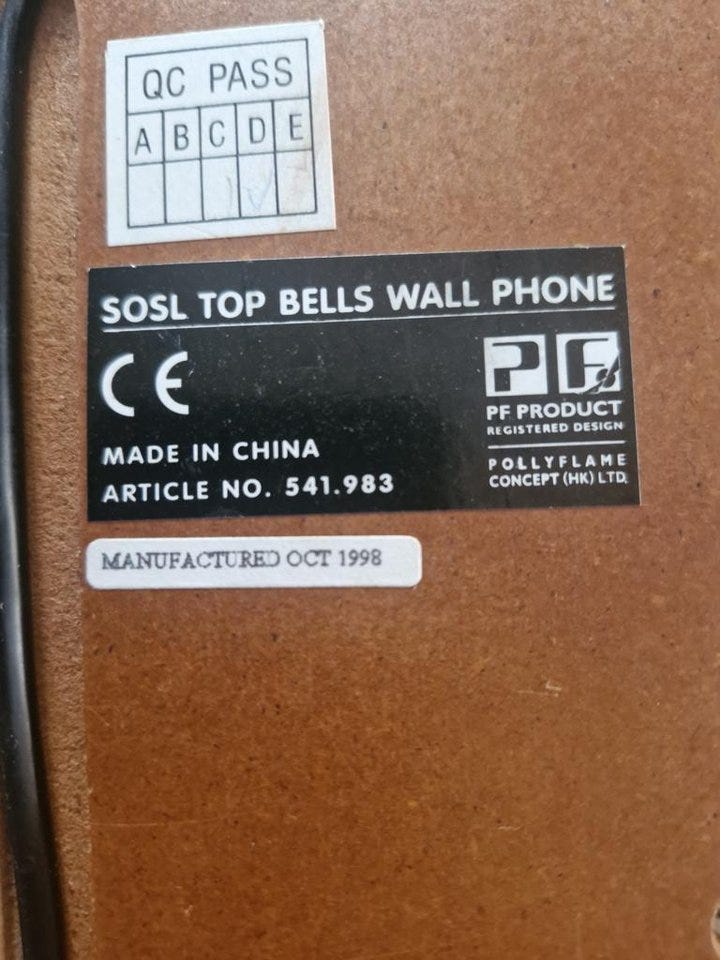 QC PASS
A B C D E
SOSL TOP BELLS WALL PHONE
CE
PF
PF PRODUCT
REGISTERED DESIGN
MADE IN CHINA
ARTICLE NO. 541.983
POLLYFLAME
CONCEPT (HK) LTD.
MANUFACTURED OCT 1998